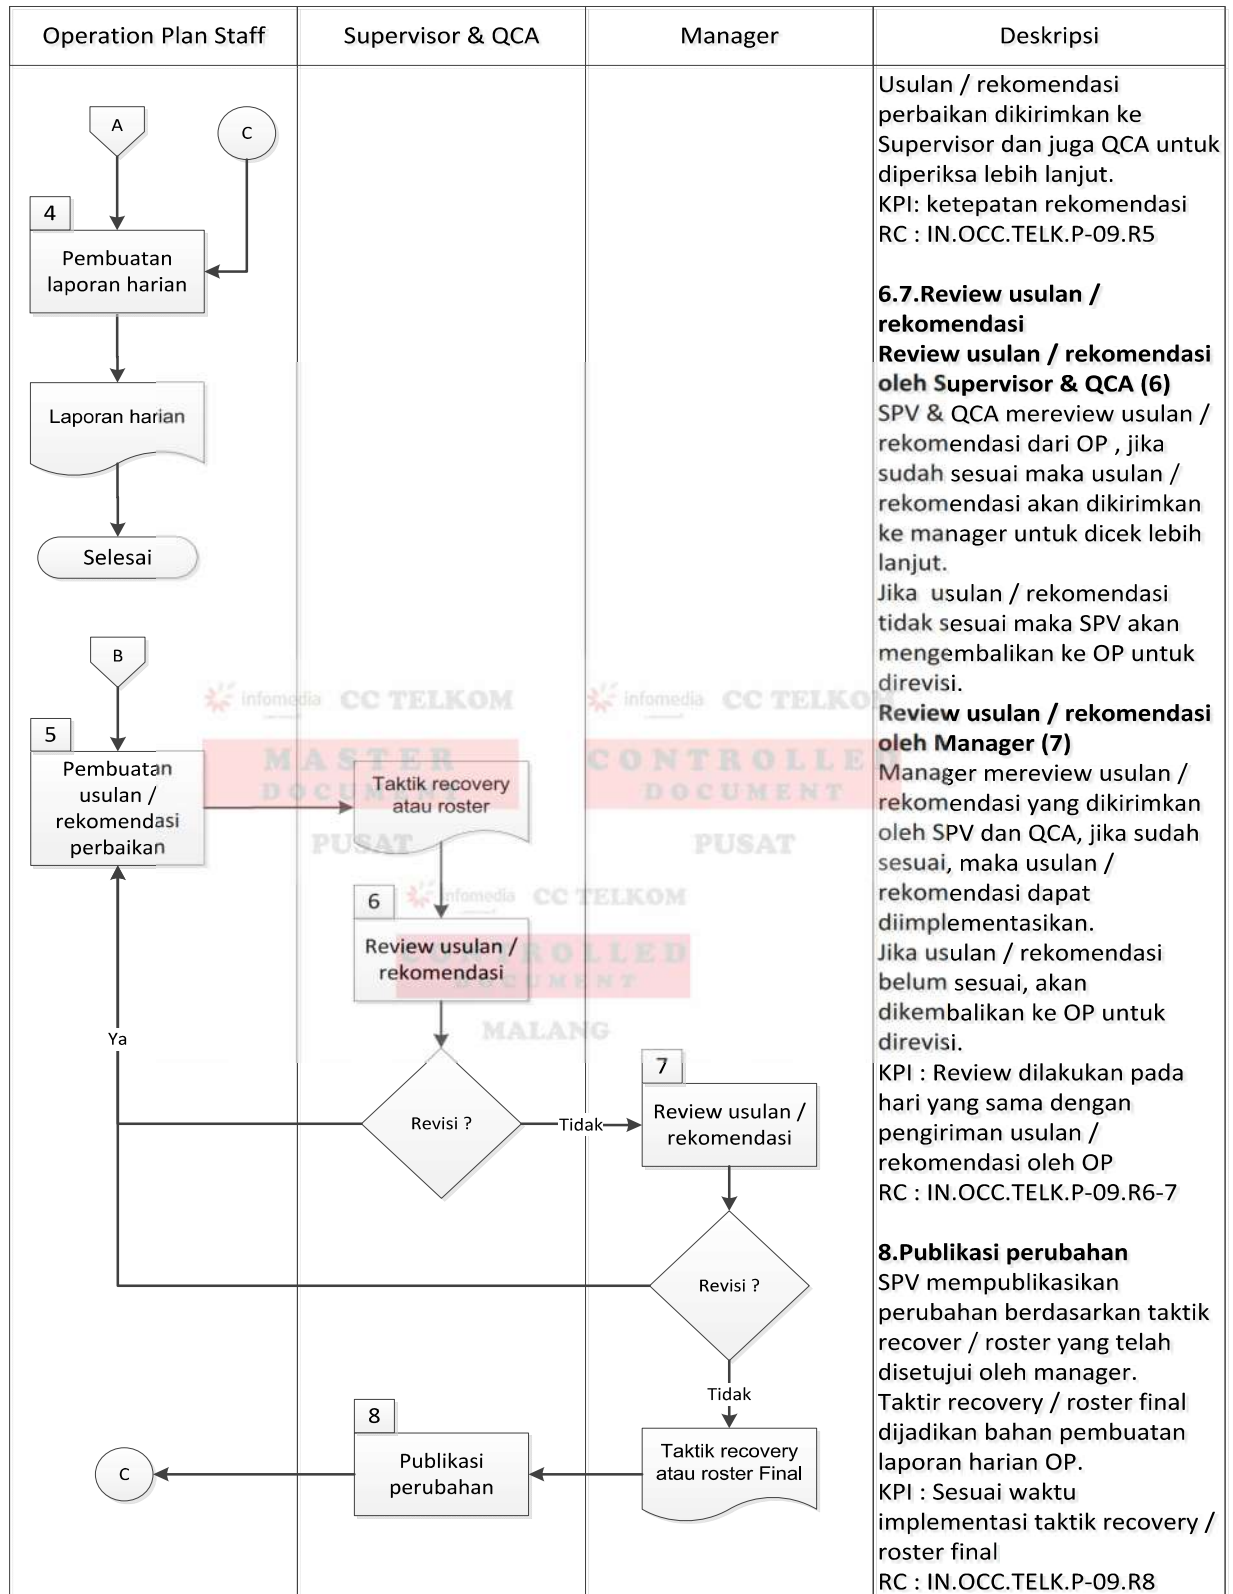 Operation Plan Staff
Supervisor & QCA
Manager
Deskripsi
A
C
4
Pembuatan
laporan harian
Laporan harian
Selesai
B
5
Pembuatan
usulan /
rekomendasi
perbaikan
Ya
Taktik recovery
atau roster
6
Review usulan /
rekomendasi
Revisi ?
Tidak
7
Review usulan /
rekomendasi
Revisi ?
Tidak
Taktik recovery
atau roster Final
8
Publikasi
perubahan
C
Usulan / rekomendasi
perbaikan dikirimkan ke
Supervisor dan juga QCA untuk
diperiksa lebih lanjut.
KPI: ketepatan rekomendasi
RC : IN.OCC.TELK.P-09.R5
6.7.Review usulan /
rekomendasi
Review usulan / rekomendasi
oleh Supervisor & QCA (6)
SPV & QCA mereview usulan /
rekomendasi dari OP , jika
sudah sesuai maka usulan /
rekomendasi akan dikirimkan
ke manager untuk dicek lebih
lanjut.
Jika usulan / rekomendasi
tidak sesuai maka SPV akan
mengembalikan ke OP untuk
direvisi.
Review usulan / rekomendasi
oleh Manager (7)
Manager mereview usulan /
rekomendasi yang dikirimkan
oleh SPV dan QCA, jika sudah
sesuai, maka usulan /
rekomendasi dapat
diimplementasikan.
Jika usulan / rekomendasi
belum sesuai, akan
dikembalikan ke OP untuk
direvisi.
KPI : Review dilakukan pada
hari yang sama dengan
pengiriman usulan /
rekomendasi oleh OP
RC : IN.OCC.TELK.P-09.R6-7
8.Publikasi perubahan
SPV mempublikasikan
perubahan berdasarkan taktik
recover / roster yang telah
disetujui oleh manager.
Taktir recovery / roster final
dijadikan bahan pembuatan
laporan harian OP.
KPI : Sesuai waktu
implementasi taktik recovery /
roster final
RC : IN.OCC.TELK.P-09.R8
infomedia CC TELKOM
MASTER
DOCUMENT
PUSAT
infomedia CC TELKOM
CONTROLLED
DOCUMENT
PUSAT
infomedia CC TELKOM
CONTROLLED
DOCUMENT
MALANG